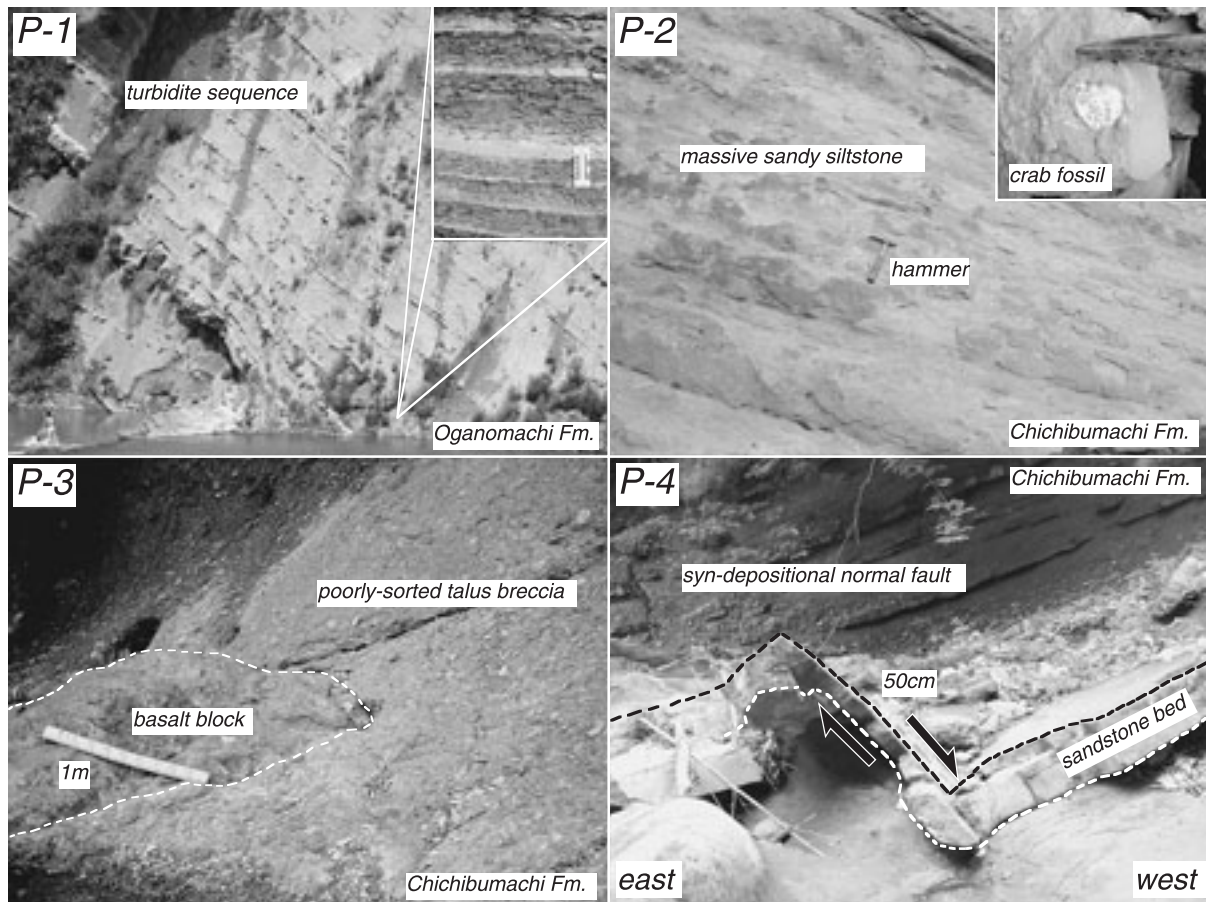 P-1
turbidite sequence
Oganomachi Fm.
P-2
massive sandy siltstone
crab fossil
hammer
Chichibumachi Fm.
P-3
poorly-sorted talus breccia
basalt block
1m
Chichibumachi Fm.
P-4
Chichibumachi Fm.
syn-depositional normal fault
50cm
sandstone bed
east
west